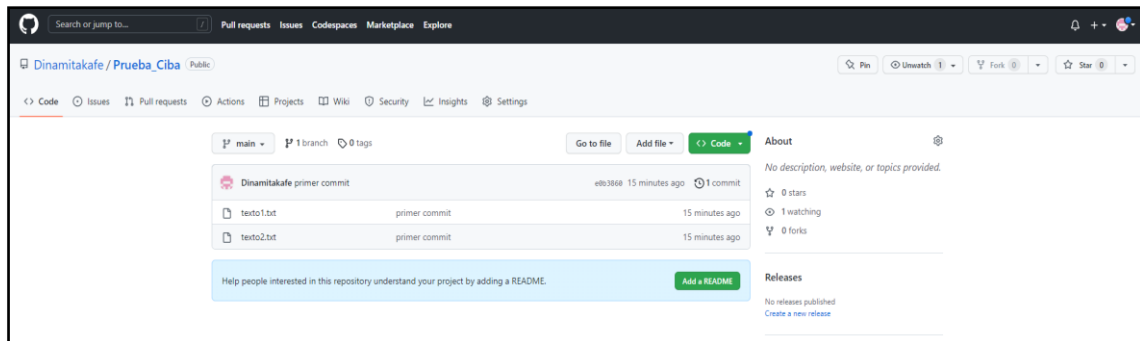 Search or jump to... / Pull requests Issues Codespaces Marketplace Explore
Dinamitakafe / Prueba_Ciba Public Pin Unwatch 1 Fork 0 Star 0
<> Code Issues Pull requests Actions Projects Wiki Security Insights Settings
main 1 branch 0 tags Go to file Add file <> Code
Dinamitakafe primer commit e0b3860 15 minutes ago 1 commit
texto1.txt primer commit 15 minutes ago
texto2.txt primer commit 15 minutes ago
Help people interested in this repository understand your project by adding a README. Add a README
About
No description, website, or topics provided.
0 stars
1 watching
0 forks
Releases
No releases published
Create a new release